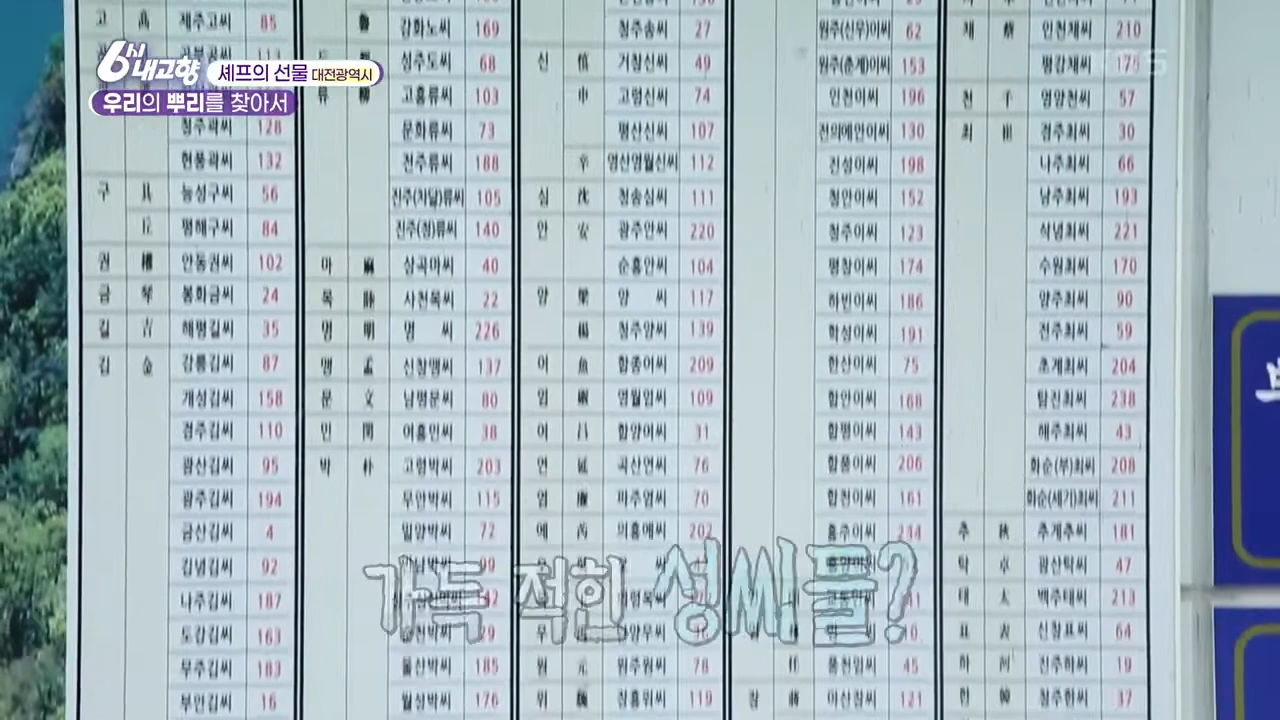 6시내고향
셰프의 선물 대전광역시
우리의 뿌리를 찾아서
가득 적힌 성씨들?
고 高 제주고씨 85
청주곽씨 128
현풍곽씨 132
구 具 능성구씨 56
丘 평해구씨 84
권 權 안동권씨 102
금 琴 봉화금씨 24
길 吉 해평길씨 35
김 金 강릉김씨 87
개성김씨 158
경주김씨 110
광산김씨 95
광주김씨 194
금산김씨 4
김녕김씨 92
나주김씨 187
도강김씨 163
무주김씨 183
부안김씨 16
강화노씨 169
성주도씨 68
류 柳 고흥류씨 103
문화류씨 73
전주류씨 188
진주(차달)류씨 105
진주(정)류씨 140
마 麻 상곡마씨 40
목 睦 사천목씨 22
명 明 명 씨 226
맹 孟 신창맹씨 137
문 文 남평문씨 80
민 閔 여흥민씨 38
박 朴 고령박씨 203
무안박씨 115
밀양박씨 72
울산박씨 185
월성박씨 176
청주송씨 27
신 愼 거창신씨 49
申 고령신씨 74
평산신씨 107
辛 영산영월신씨 112
심 沈 청송심씨 111
안 安 광주안씨 220
순흥안씨 104
양 梁 양 씨 117
楊 청주양씨 139
어 魚 함종어씨 209
엄 嚴 영월엄씨 109
여 呂 함양여씨 31
연 延 곡산연씨 76
염 廉 파주염씨 70
예 芮 의흥예씨 202
원 元 원주원씨 78
위 魏 장흥위씨 119
원주(신우)이씨 62
원주(춘계)이씨 153
인천이씨 96
전의예안이씨 130
진성이씨 198
청안이씨 152
청주이씨 123
평창이씨 174
하빈이씨 186
학성이씨 191
한산이씨 75
함안이씨 168
함평이씨 143
합풍이씨 206
합천이씨 161
홍주이씨
任 풍천임씨 45
장 蔣 아산장씨 121
채 蔡 인천채씨 210
평강채씨 175
천 千 영양천씨 57
최 崔 경주최씨 30
나주최씨 66
낭주최씨 193
삭녕최씨 221
수원최씨 170
양주최씨 90
전주최씨 59
초계최씨 204
탐진최씨 238
해주최씨 43
화순(부)최씨 208
화순(세기)최씨 211
추 秋 추계추씨 181
탁 卓 광산탁씨 47
태 太 백주태씨 213
표 表 신창표씨 64
하 河 진주하씨 19
한 韓 청주한씨 37